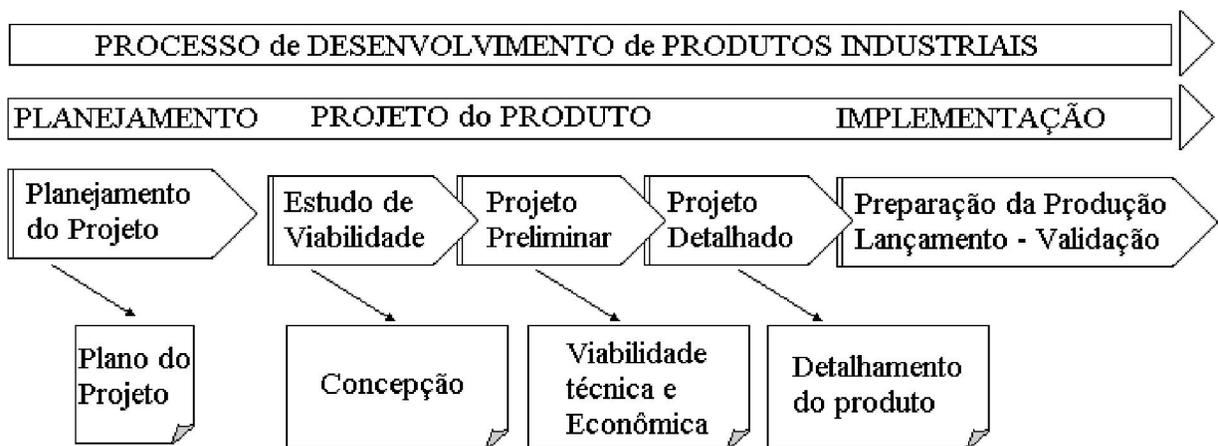 PROCESSO de DESENVOLVIMENTO de PRODUTOS INDUSTRIAIS
PLANEJAMENTO PROJETO do PRODUTO IMPLEMENTAÇÃO
Planejamento
do Projeto
Estudo de
Viabilidade
Projeto
Preliminar
Projeto
Detalhado
Preparação da Produção
Lançamento - Validação
Plano do
Projeto
Concepção
Viabilidade
técnica e
Econômica
Detalhamento
do produto